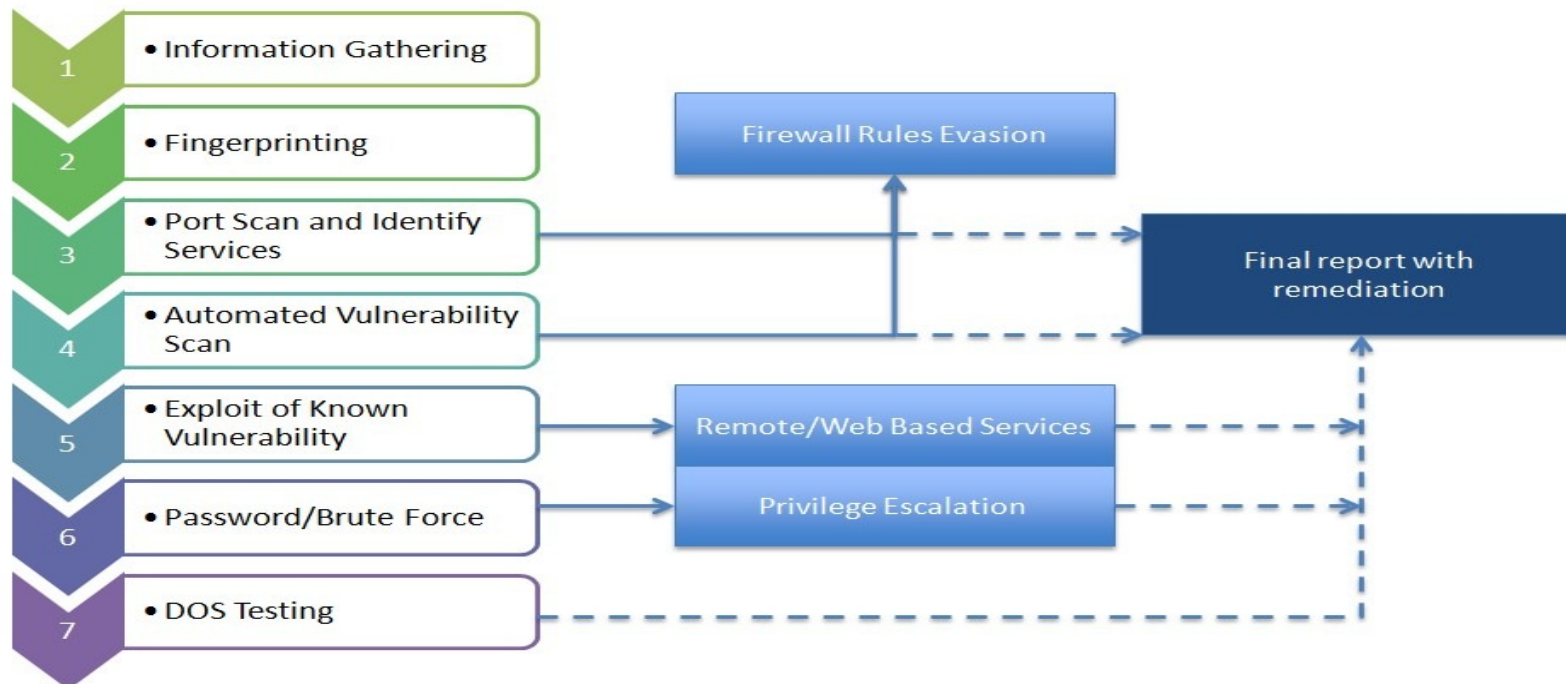 1
• Information Gathering
2
• Fingerprinting
3
• Port Scan and Identify
Services
4
• Automated Vulnerability
Scan
5
• Exploit of Known
Vulnerability
6
• Password/Brute Force
7
• DOS Testing
Firewall Rules Evasion
Remote/Web Based Services
Privilege Escalation
Final report with
remediation